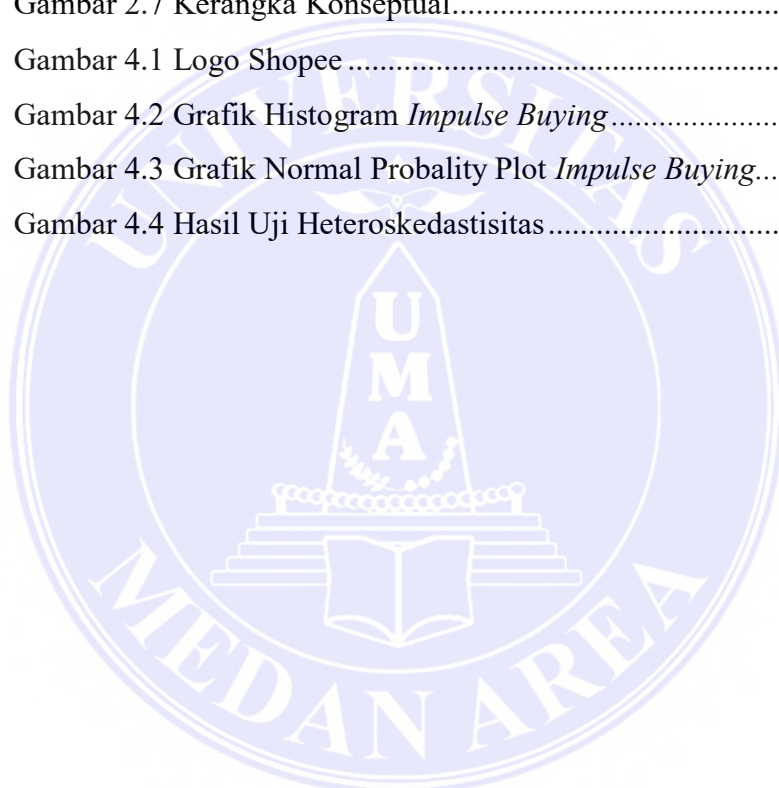 Gambar 2.7 Kerangka Konseptual..............................................
Gambar 4.1 Logo Shopee ......................................................
Gambar 4.2 Grafik Histogram Impulse Buying.....................
Gambar 4.3 Grafik Normal Probality Plot Impulse Buying...
Gambar 4.4 Hasil Uji Heteroskedastisitas .............................
UNIVERSITAS
UMA
MEDAN AREA